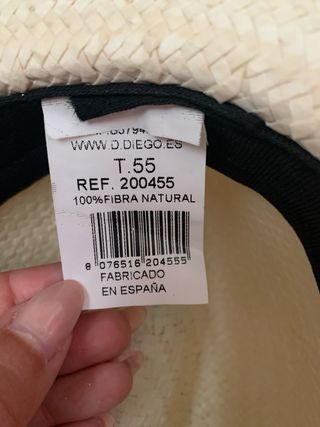 WWW.D.DIEGO.ES
T.55
REF. 200455
100%FIBRA NATURAL
8 076516 204555
FABRICADO
EN ESPAÑA